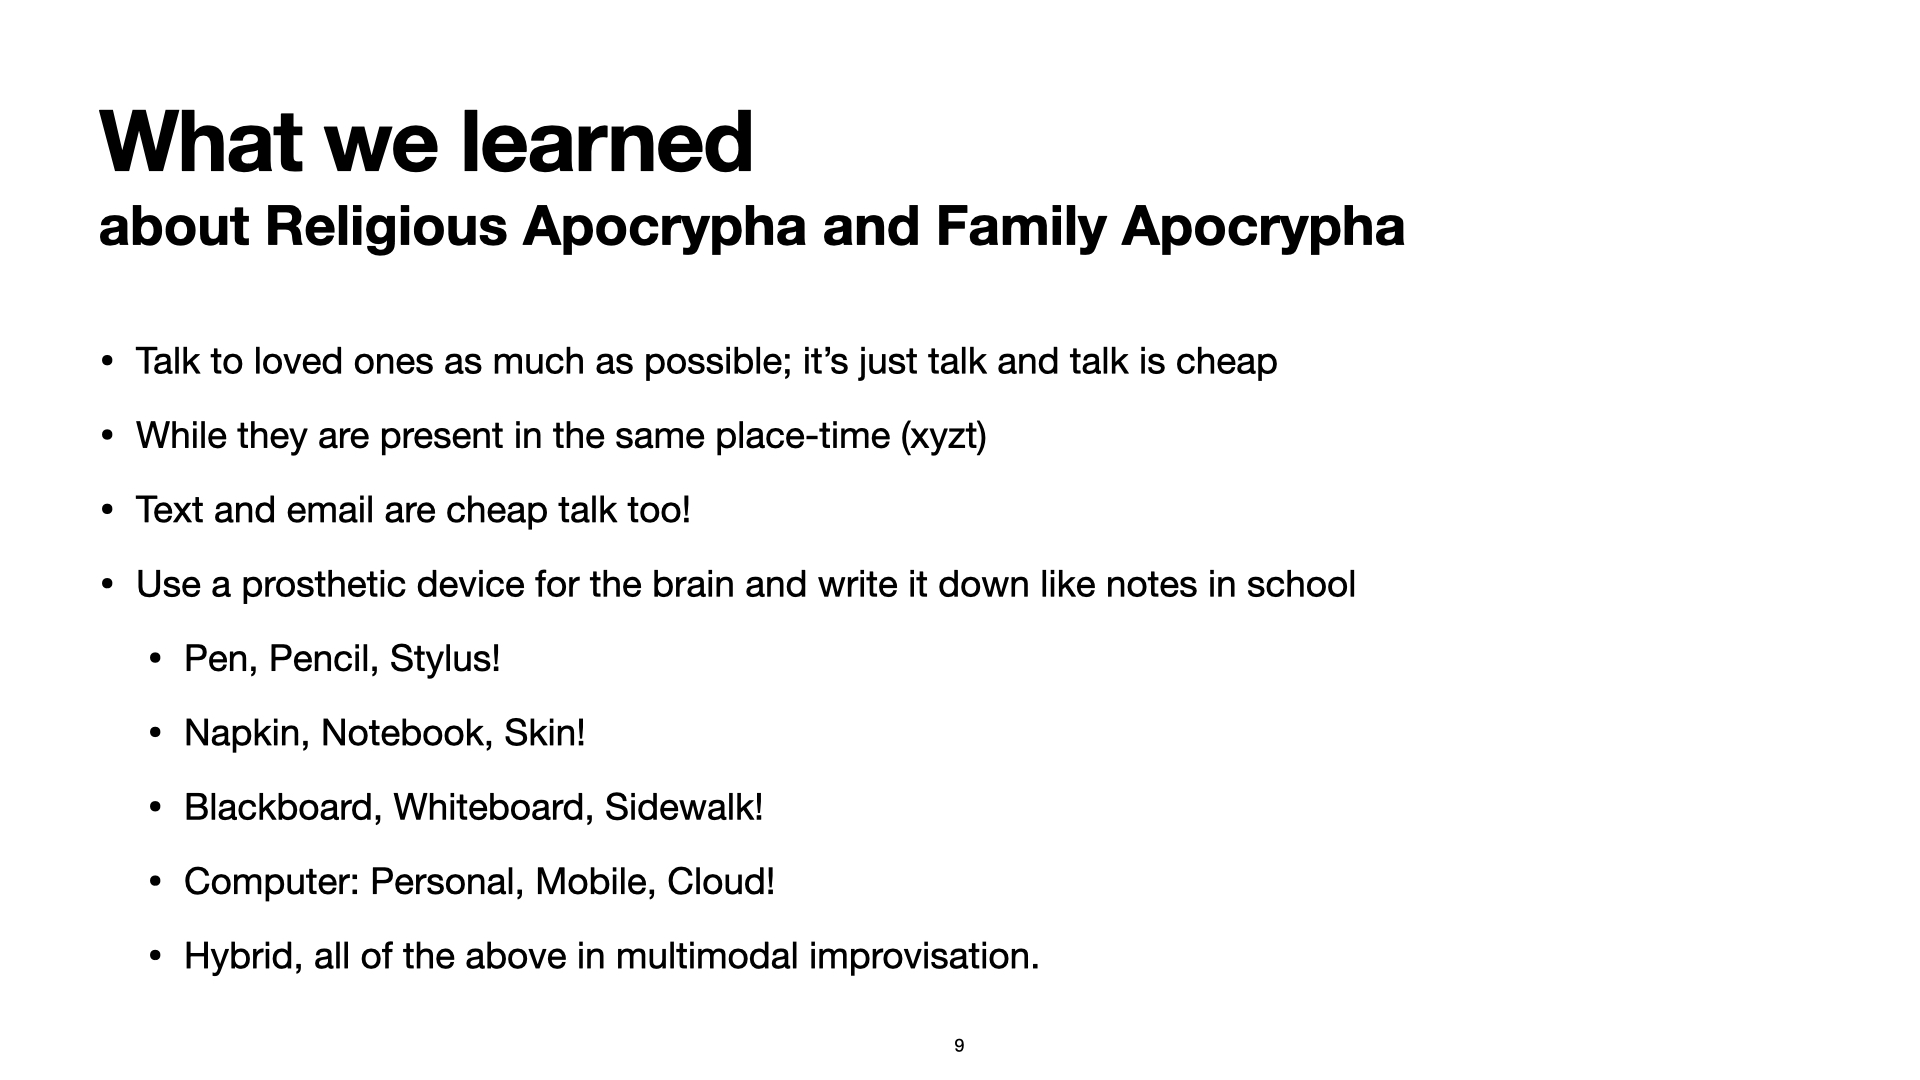 What we learned
about Religious Apocrypha and Family Apocrypha
• Talk to loved ones as much as possible; it’s just talk and talk is cheap
• While they are present in the same place-time (xyzt)
• Text and email are cheap talk too!
• Use a prosthetic device for the brain and write it down like notes in school
• Pen, Pencil, Stylus!
• Napkin, Notebook, Skin!
• Blackboard, Whiteboard, Sidewalk!
• Computer: Personal, Mobile, Cloud!
• Hybrid, all of the above in multimodal improvisation.
9